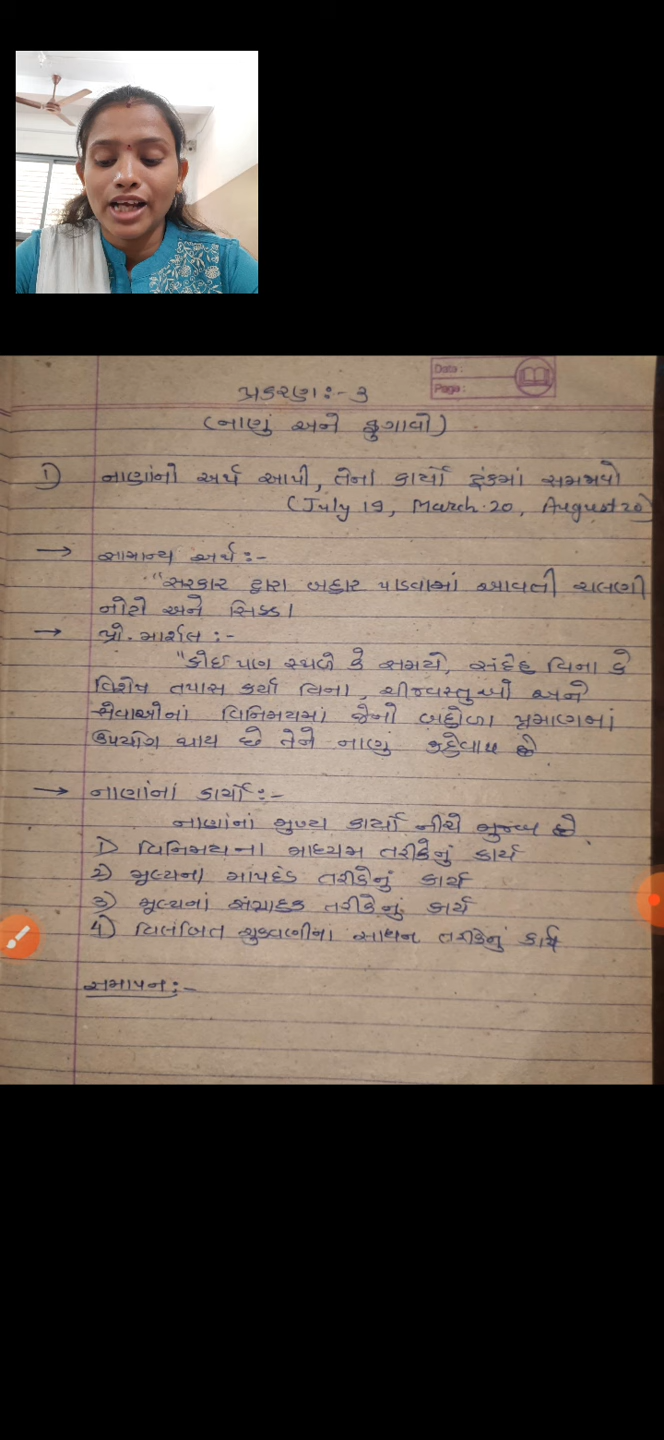 Date :
Page :
પ્રકરણ:- ૩
(નાણું અને ફુગાવો)
1) નાણાંનો અર્થ આપી, તેનાં કાર્યો ટૂંકમાં સમજાવો
(July 19, March.20, August 20)
→ સામાન્ય અર્થ:-
"સરકાર દ્વારા બહાર પાડવામાં આવતી ચલણી
નોટો અને સિક્કા
→ પ્રો. માર્શલ :-
"કોઈ પણ સ્થળે કે સમયે, સંદેહ વિના કે
વિશેષ તપાસ કર્યા વિના, ચીજવસ્તુઓ અને
સેવાઓનાં વિનિમયમાં જેનો બહોળા પ્રમાણમાં
ઉપયોગ થાય છે તેને નાણું કહેવાય છે
→ નાણાંનાં કાર્યો:-
નાણાંનાં મુખ્ય કાર્યો નીચે મુજબ છે.
1) વિનિમયના માધ્યમ તરીકેનું કાર્ય
2) મૂલ્યના માપદંડ તરીકેનું કાર્ય
3) મૂલ્યનાં સંગ્રાહક તરીકેનું કાર્ય
4) વિલંબિત ચુકવણીના સાધન તરીકેનું કાર્ય
સમાપન:-